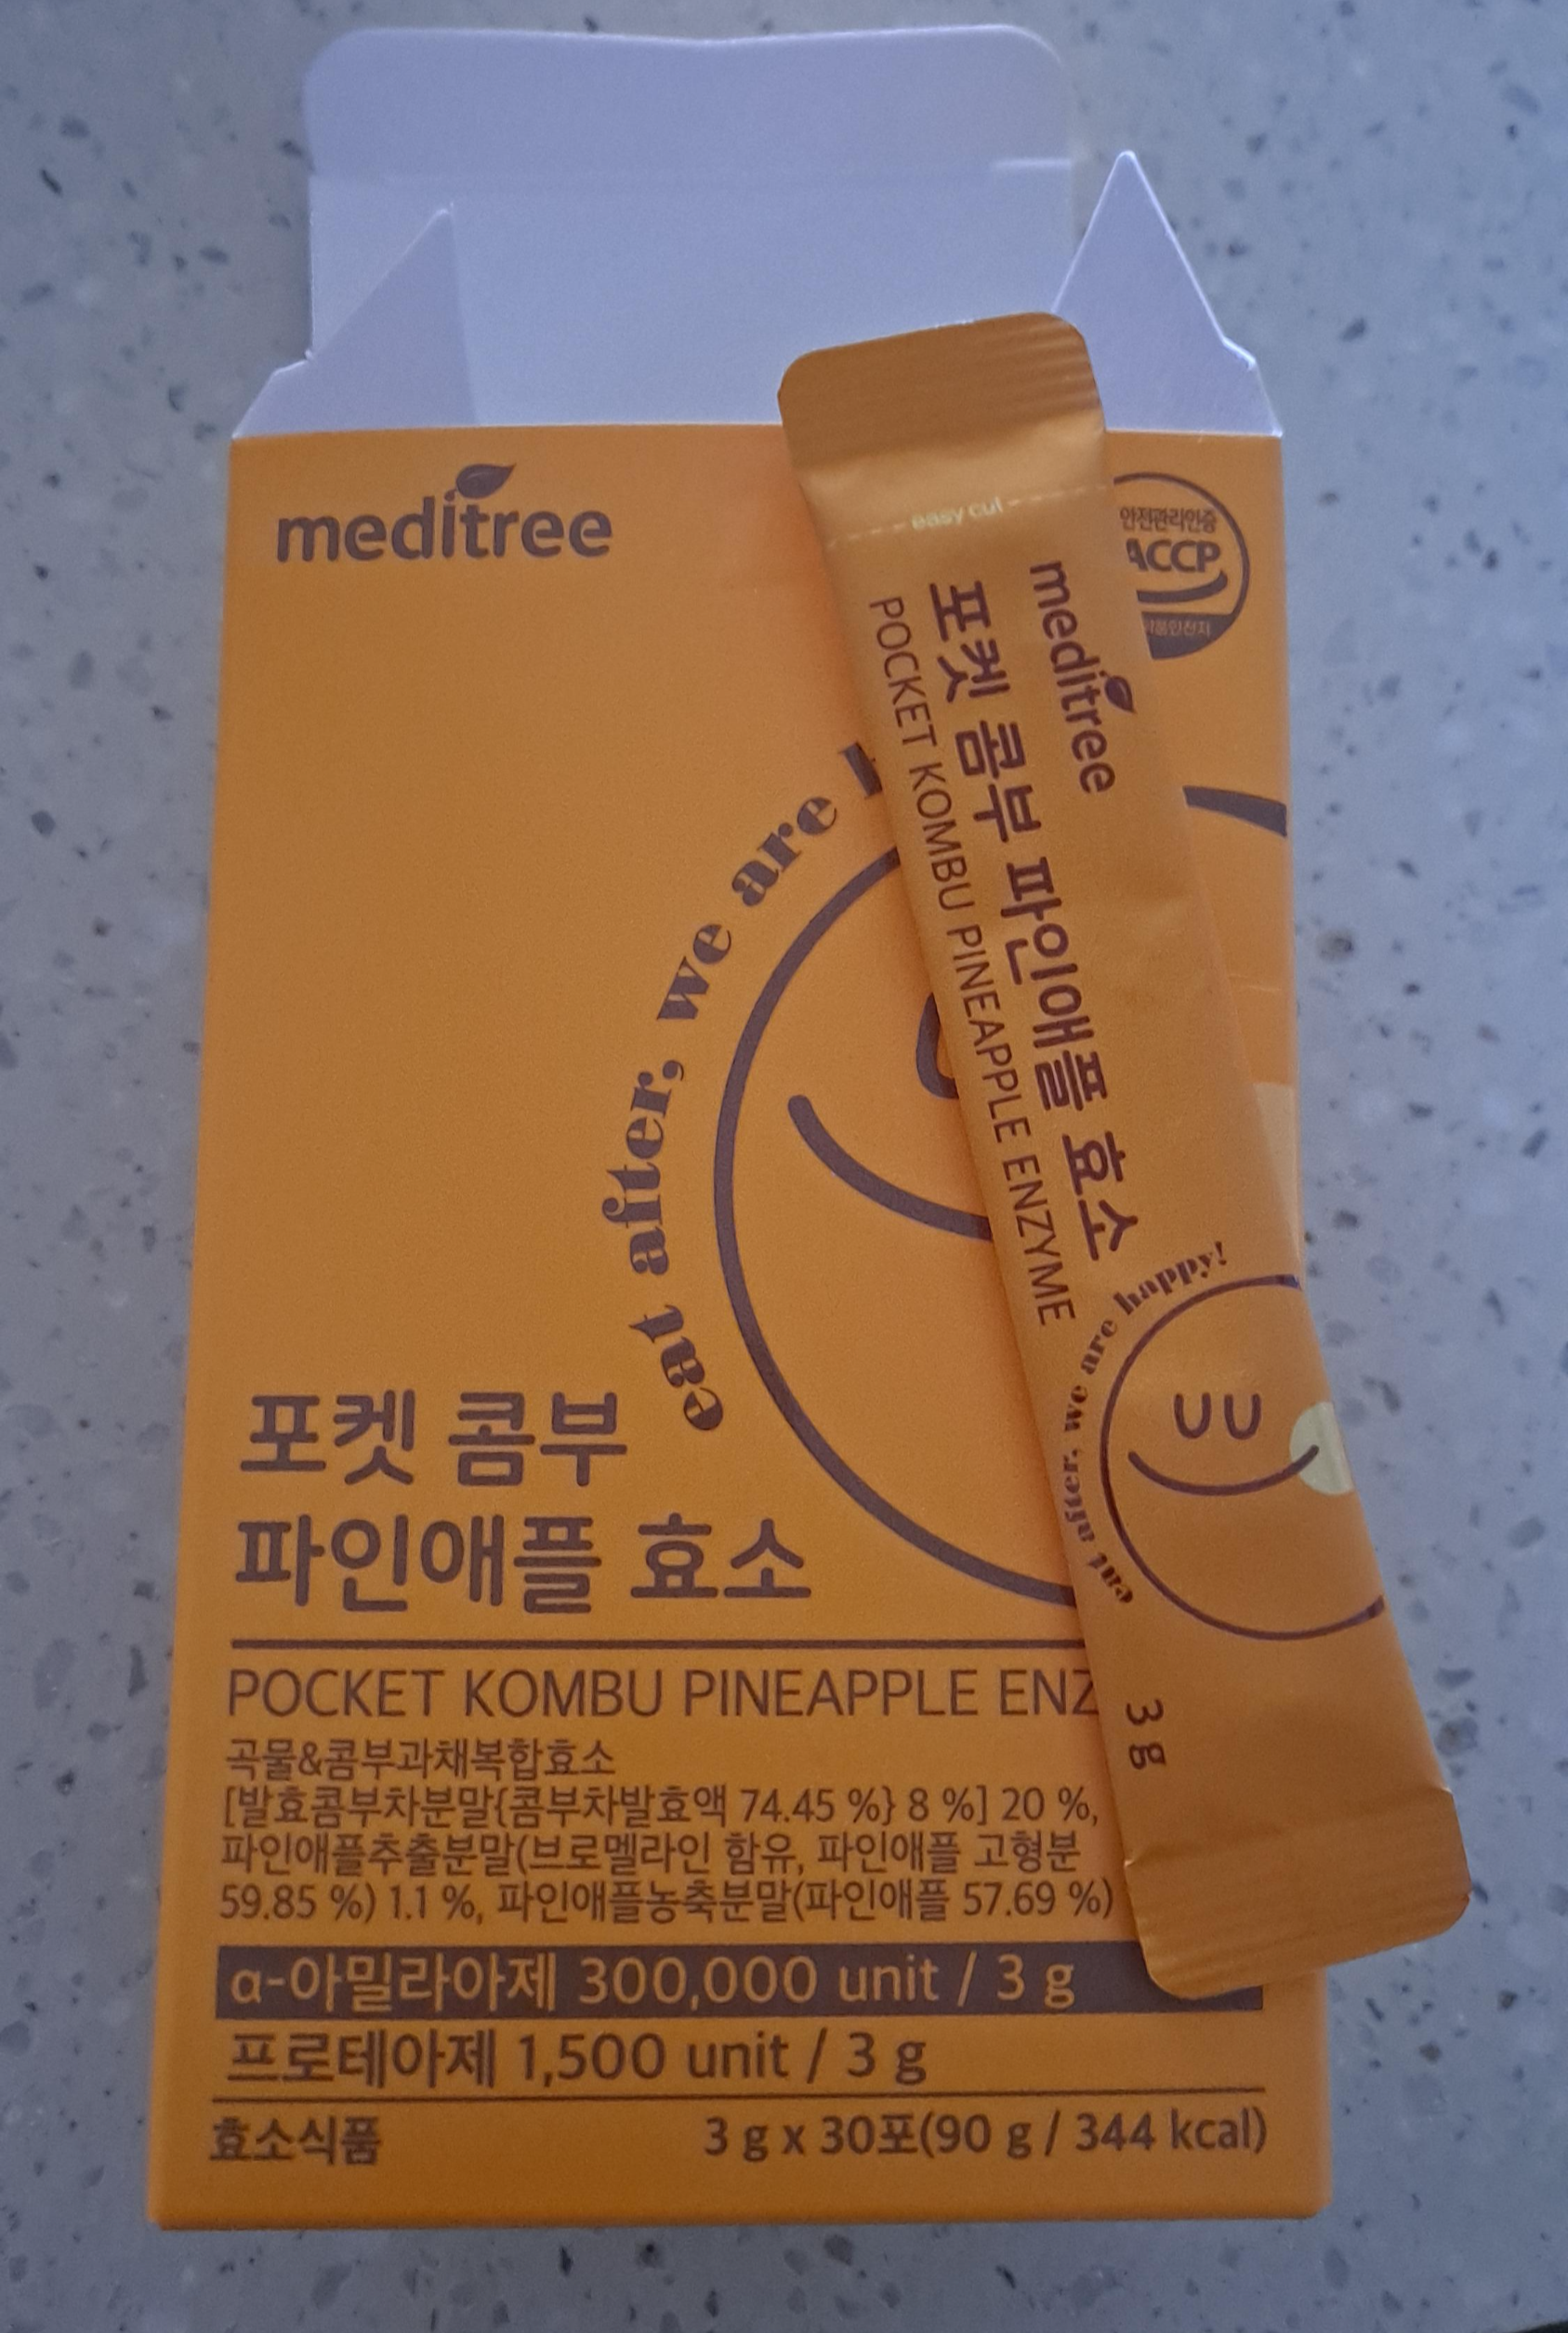 meditree
안전관리인증
ACCP
eat after, we are
포켓 콤부
파인애플 효소
POCKET KOMBU PINEAPPLE ENZ
곡물&콤부과채복합효소
[발효콤부차분말{콤부차발효액 74.45 %} 8 %] 20 %,
파인애플추출분말(브로멜라인 함유, 파인애플 고형분
59.85 %) 1.1 %, 파인애플농축분말(파인애플 57.69 %)
α-아밀라아제 300,000 unit / 3 g
프로테아제 1,500 unit / 3 g
효소식품 3 g x 30포(90 g / 344 kcal)
easy cut
meditree
포켓 콤부 파인애플 효소
POCKET KOMBU PINEAPPLE ENZYME
eat after, we are happy!
3 g